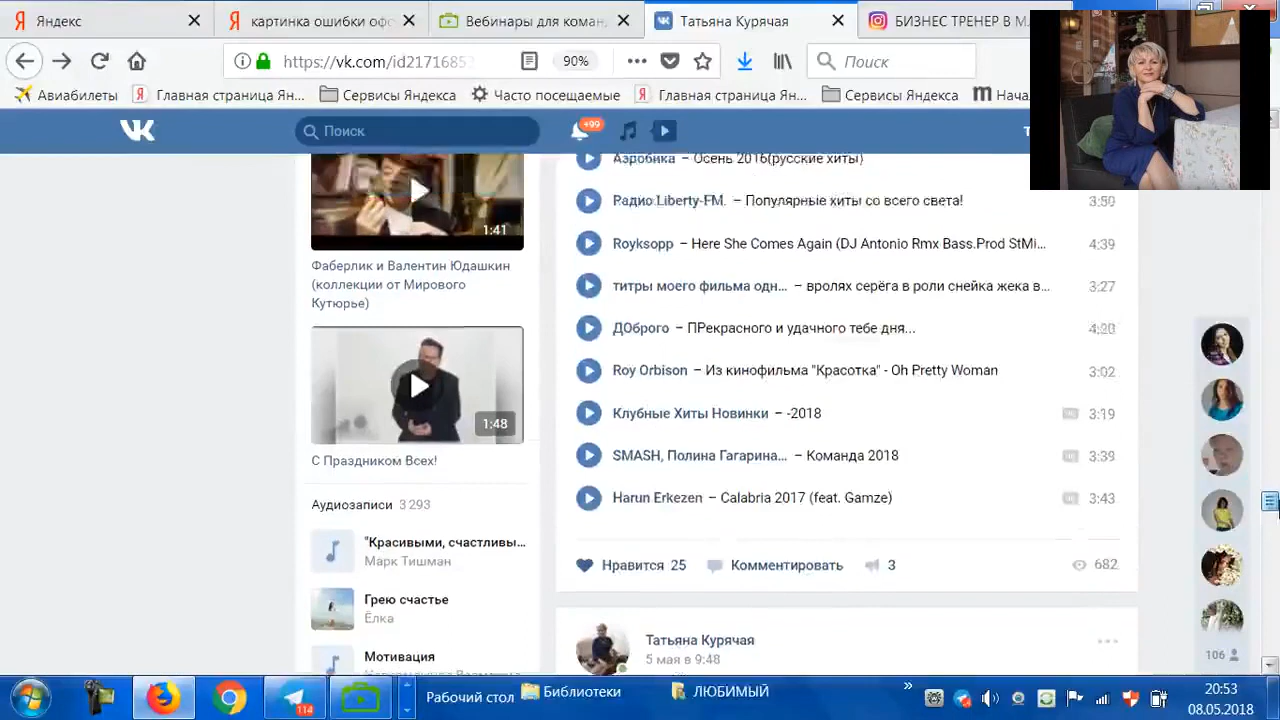 Яндекс
картинка ошибки офо
Вебинары для коман,
Татьяна Курячая
БИЗНЕС ТРЕНЕР В М
https://vk.com/id2171685
90%
Поиск
Авиабилеты
Главная страница Ян...
Сервисы Яндекса
Часто посещаемые
Главная страница Ян...
Сервисы Яндекса
Нача
Поиск
+99
Аэробика – Осень 2016(русские хиты)
Радио Liberty-FM. – Популярные хиты со всего света! 3:50
1:41
Royksopp – Here She Comes Again (DJ Antonio Rmx Bass.Prod StMi... 4:39
Фаберлик и Валентин Юдашкин
(коллекции от Мирового
Кутюрье)
титры моего фильма одн... – вролях серёга в роли снейка жека в... 3:27
ДОброго – ПРекрасного и удачного тебе дня... 4:20
Roy Orbison – Из кинофильма "Красотка" - Oh Pretty Woman 3:02
Клубные Хиты Новинки – -2018 3:19
1:48
SMASH, Полина Гагарина... – Команда 2018 3:39
С Праздником Всех!
Harun Erkezen – Calabria 2017 (feat. Gamze) 3:43
Аудиозаписи 3 293
"Красивыми, счастливы...
Марк Тишман
Нравится 25 Комментировать 3 682
Грею счастье
Ёлка
Татьяна Курячая
5 мая в 9:48
Мотивация
106
114
Рабочий стол
Библиотеки
ЛЮБИМЫЙ
20:53
08.05.2018